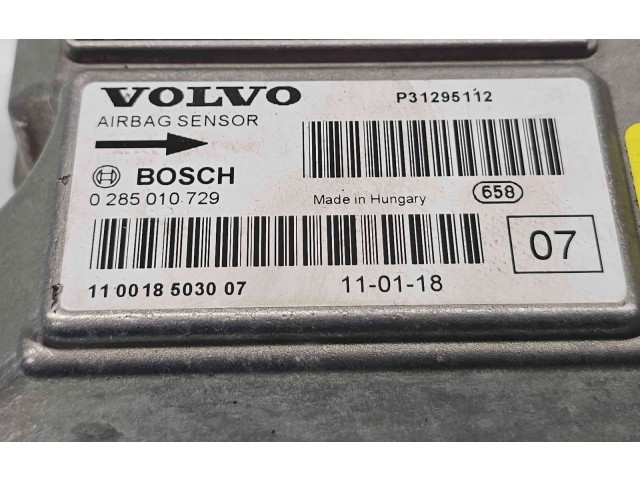 VOLVO P31295112
AIRBAG SENSOR
BOSCH
0 285 010 729 Made in Hungary 658
07
11 0018 5030 07 11-01-18